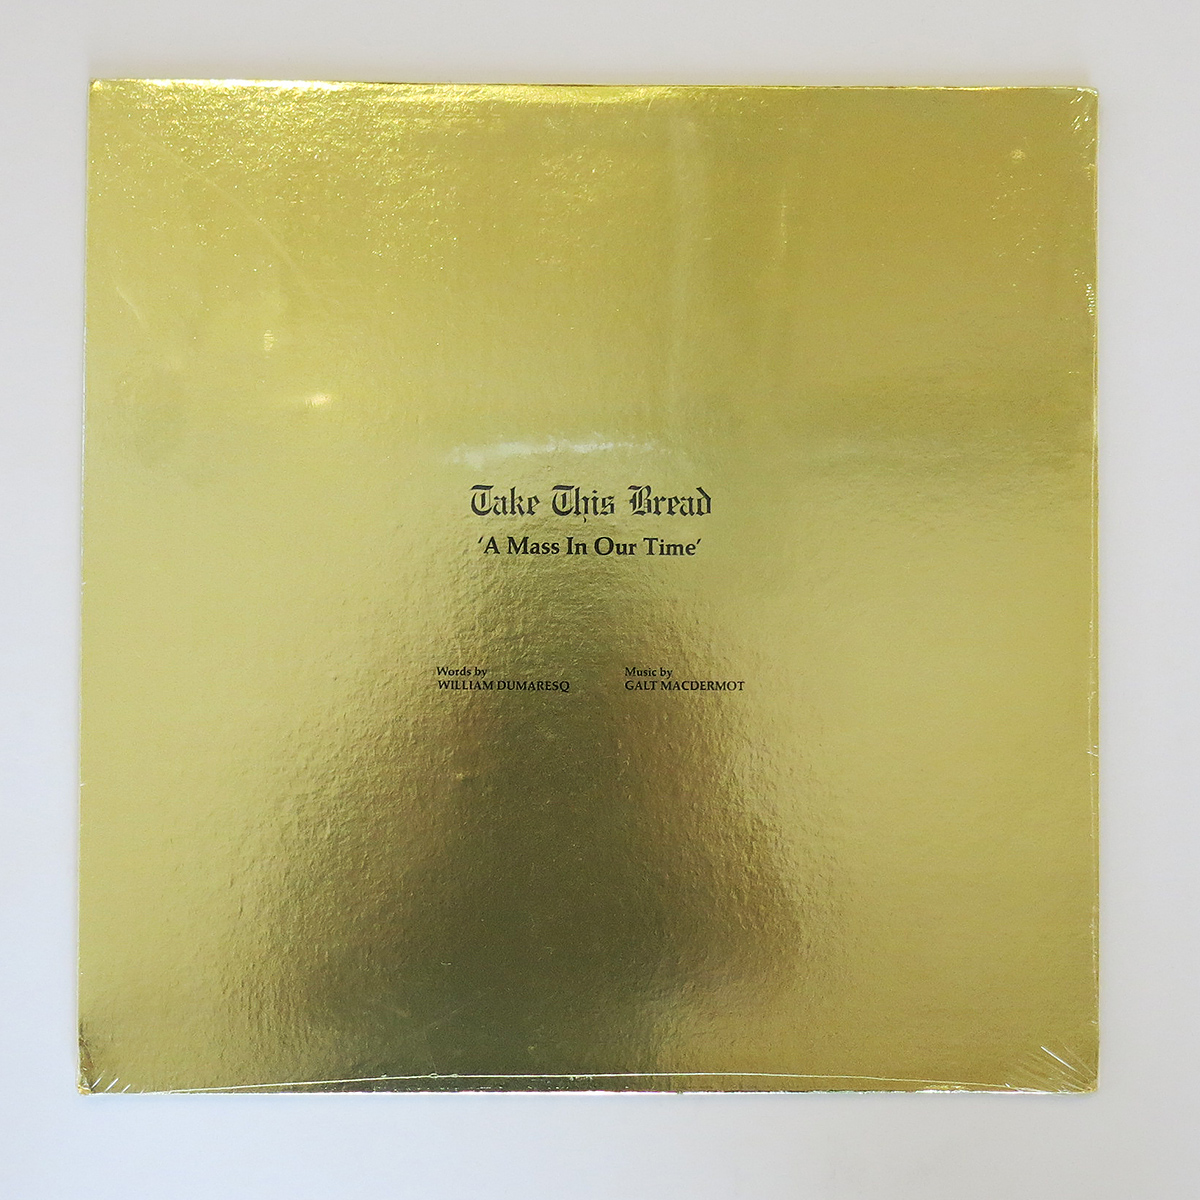 Take This Bread
‘A Mass In Our Time’
Words by
WILLIAM DUMARESQ
Music by
GALT MACDERMOT